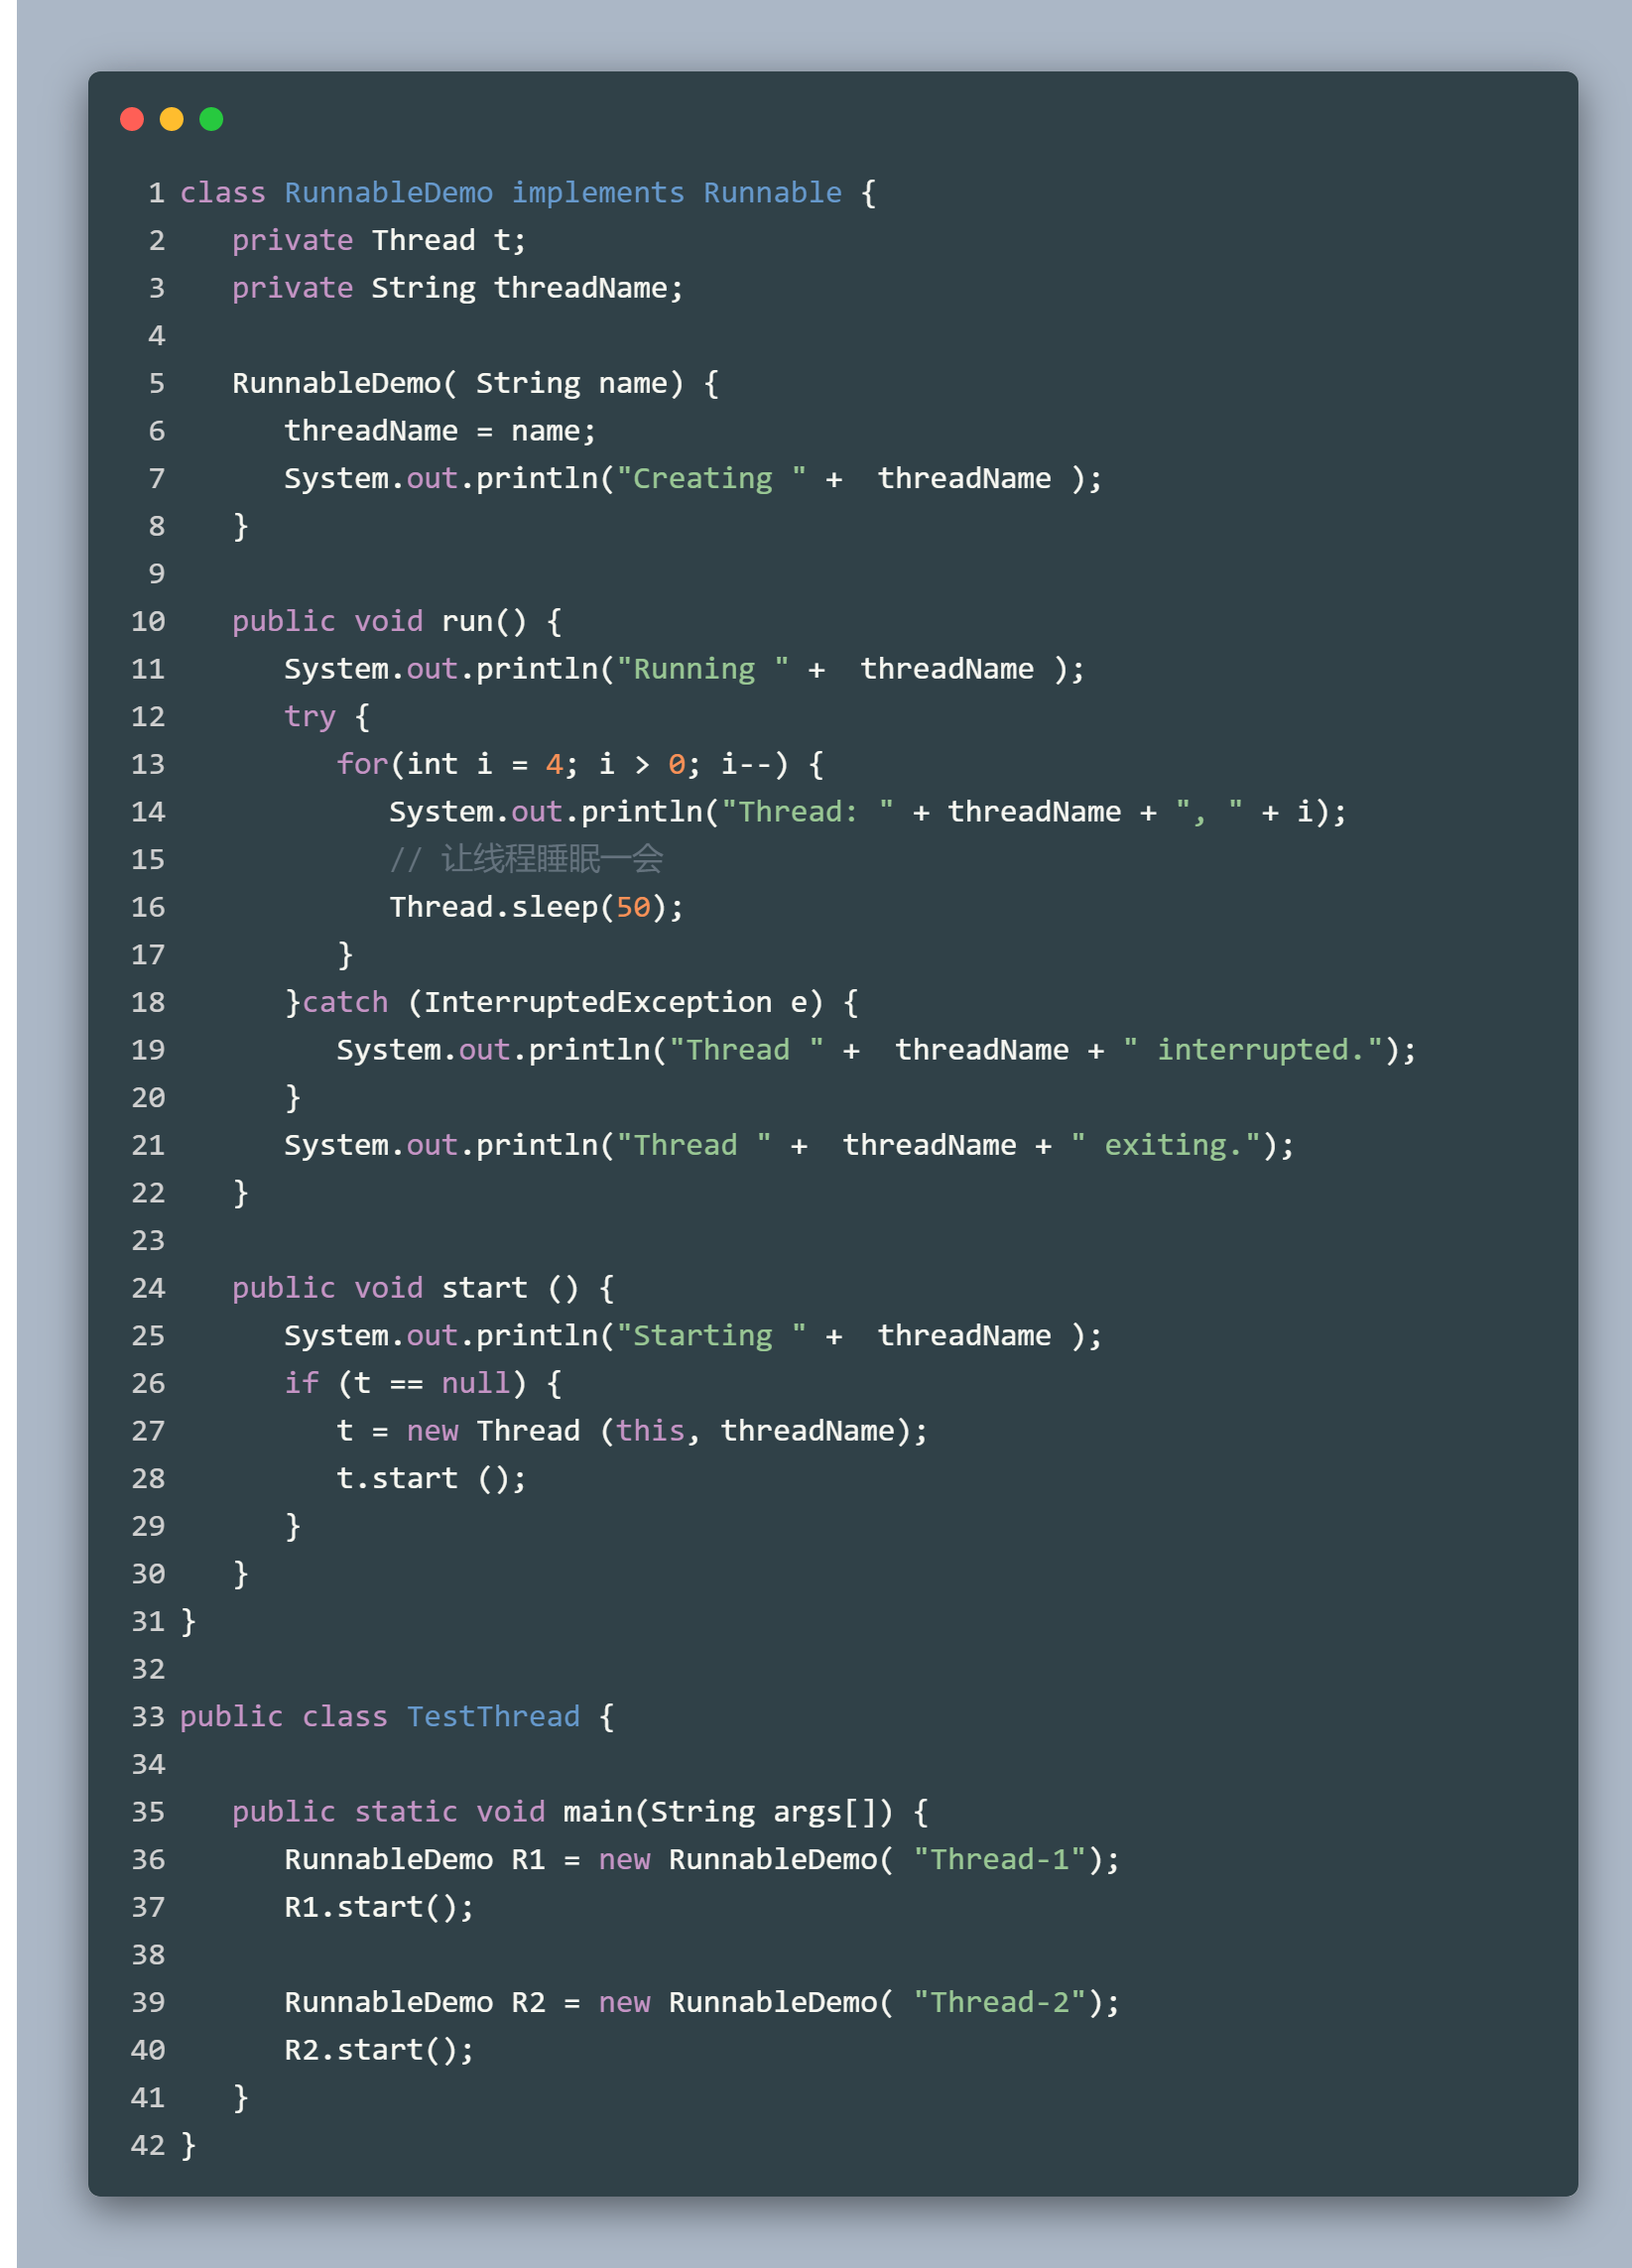 1 class RunnableDemo implements Runnable {
2    private Thread t;
3    private String threadName;
4
5    RunnableDemo( String name) {
6       threadName = name;
7       System.out.println("Creating " +  threadName );
8    }
9
10    public void run() {
11       System.out.println("Running " +  threadName );
12       try {
13          for(int i = 4; i > 0; i--) {
14             System.out.println("Thread: " + threadName + ", " + i);
15             // 让线程睡眠一会
16             Thread.sleep(50);
17          }
18       }catch (InterruptedException e) {
19          System.out.println("Thread " +  threadName + " interrupted.");
20       }
21       System.out.println("Thread " +  threadName + " exiting.");
22    }
23
24    public void start () {
25       System.out.println("Starting " +  threadName );
26       if (t == null) {
27          t = new Thread (this, threadName);
28          t.start ();
29       }
30    }
31 }
32
33 public class TestThread {
34
35    public static void main(String args[]) {
36       RunnableDemo R1 = new RunnableDemo( "Thread-1");
37       R1.start();
38
39       RunnableDemo R2 = new RunnableDemo( "Thread-2");
40       R2.start();
41    }
42 }